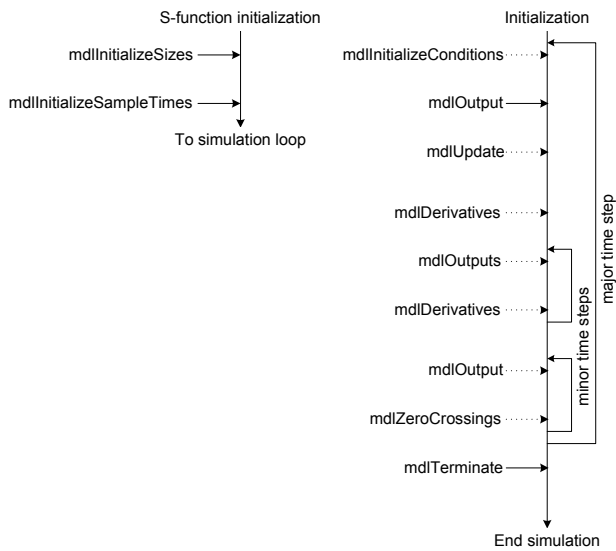 S-function initialization
mdlInitializeSizes
mdlInitializeSampleTimes
To simulation loop
Initialization
mdlInitializeConditions
mdlOutput
mdlUpdate
mdlDerivatives
mdlOutputs
mdlDerivatives
mdlOutput
mdlZeroCrossings
mdlTerminate
End simulation
minor time steps
major time step